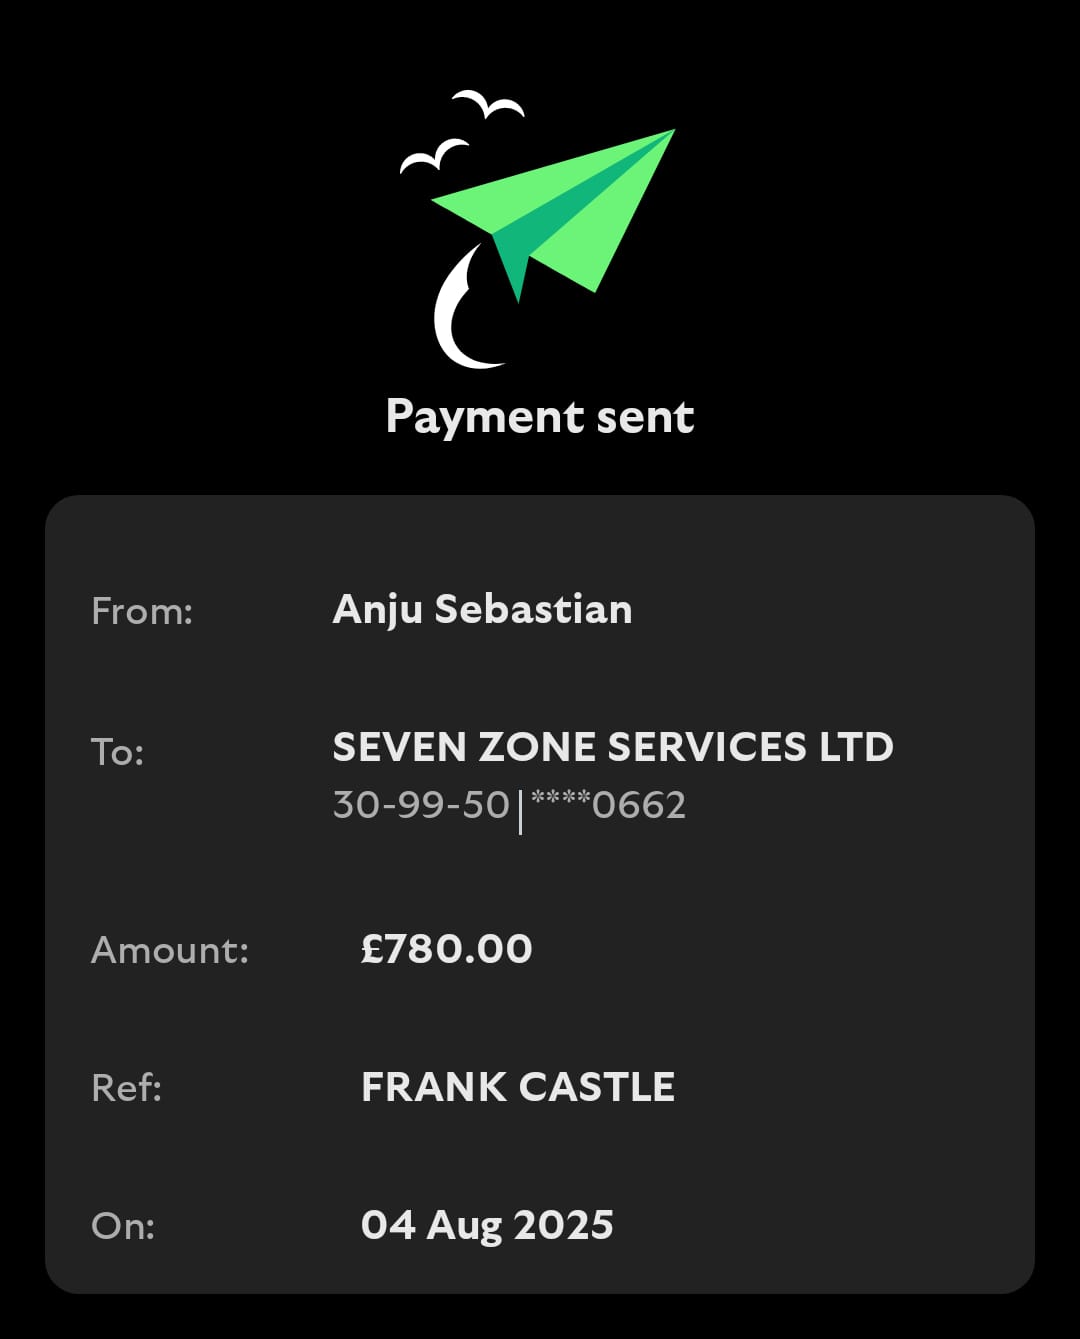 Payment sent
From: Anju Sebastian
To: SEVEN ZONE SERVICES LTD
30-99-50|****0662
Amount: £780.00
Ref: FRANK CASTLE
On: 04 Aug 2025